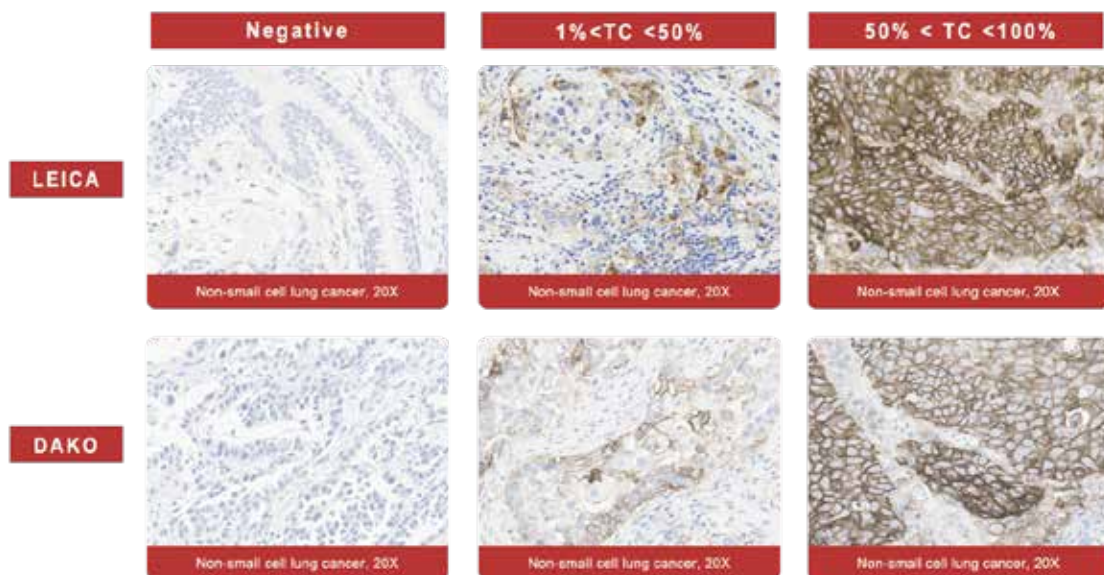 Negative
1%<TC <50%
50% < TC <100%
LEICA
Non-small cell lung cancer, 20X
Non-small cell lung cancer, 20X
Non-small cell lung cancer, 20X
DAKO
Non-small cell lung cancer, 20X
Non-small cell lung cancer, 20X
Non-small cell lung cancer, 20X